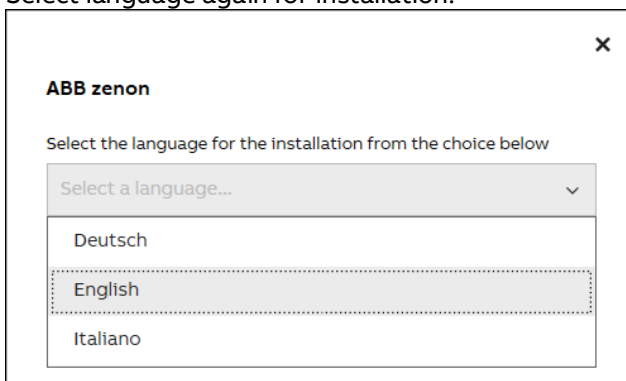 Select language again for installation.
ABB zenon
Select the language for the installation from the choice below
Select a language...
Deutsch
English
Italiano